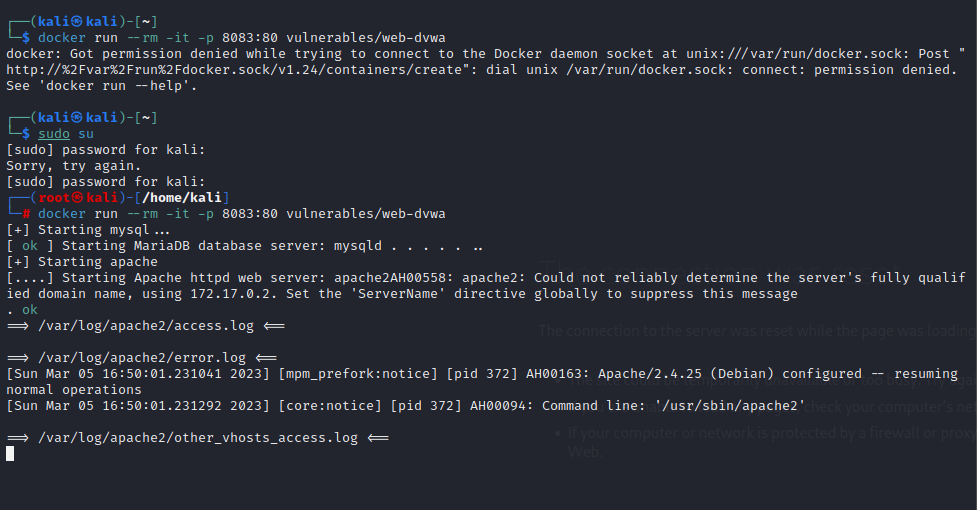 ┌──(kali㉿kali)-[~]
└─$ docker run --rm -it -p 8083:80 vulnerables/web-dvwa
docker: Got permission denied while trying to connect to the Docker daemon socket at unix:///var/run/docker.sock: Post "
http://%2Fvar%2Frun%2Fdocker.sock/v1.24/containers/create": dial unix /var/run/docker.sock: connect: permission denied.
See 'docker run --help'.
┌──(kali㉿kali)-[~]
└─$ sudo su
[sudo] password for kali:
Sorry, try again.
[sudo] password for kali:
┌──(root㉿kali)-[/home/kali]
└─# docker run --rm -it -p 8083:80 vulnerables/web-dvwa
[+] Starting mysql...
[ ok ] Starting MariaDB database server: mysqld . . . . . ..
[+] Starting apache
[....] Starting Apache httpd web server: apache2AH00558: apache2: Could not reliably determine the server's fully qualif
ied domain name, using 172.17.0.2. Set the 'ServerName' directive globally to suppress this message
. ok
==> /var/log/apache2/access.log <==
The connection to the server was reset while the page was loading
==> /var/log/apache2/error.log <==
[Sun Mar 05 16:50:01.231041 2023] [mpm_prefork:notice] [pid 372] AH00163: Apache/2.4.25 (Debian) configured -- resuming
normal operations
[Sun Mar 05 16:50:01.231292 2023] [core:notice] [pid 372] AH00094: Command line: '/usr/sbin/apache2'
check your computer's
==> /var/log/apache2/other_vhosts_access.log <==
• If your computer or network is protected by a firewall or proxy
Web.